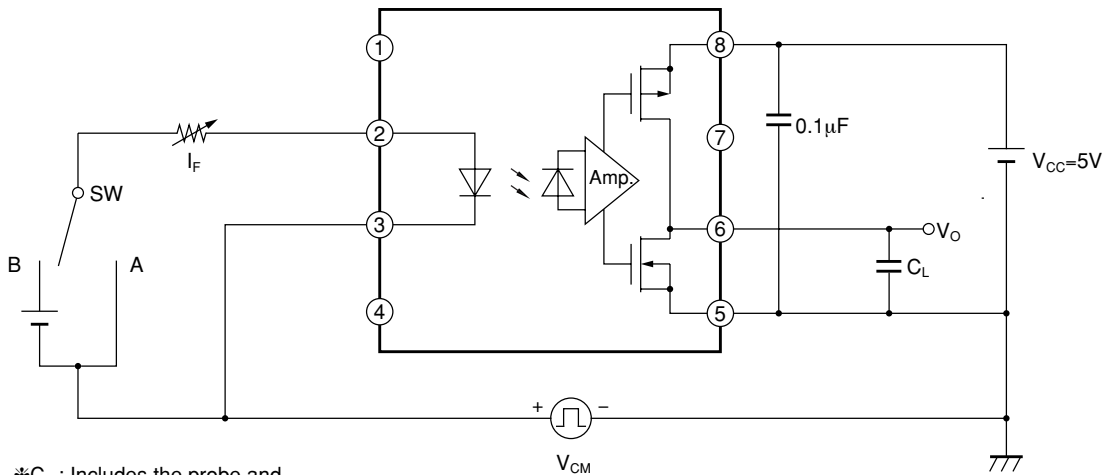 1
8
2
0.1μF
7
I_F
Amp.
V_CC=5V
SW
3
6
V_O
B
A
C_L
4
5
+
−
V_CM
※C : Includes the probe and